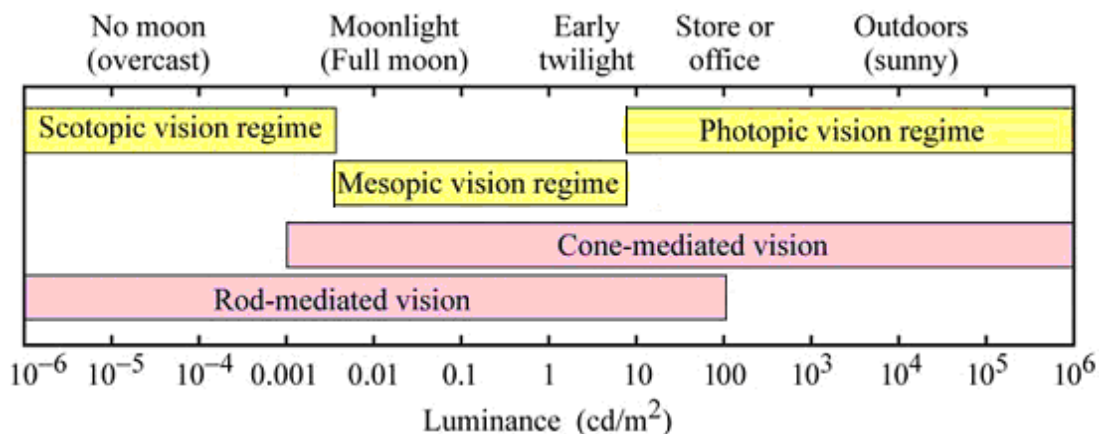 No moon
(overcast)
Moonlight
(Full moon)
Early
twilight
Store or
office
Outdoors
(sunny)
Scotopic vision regime
Photopic vision regime
Mesopic vision regime
Cone-mediated vision
Rod-mediated vision
10⁻⁶ 10⁻⁵ 10⁻⁴ 0.001 0.01 0.1 1 10 100 10³ 10⁴ 10⁵ 10⁶
Luminance (cd/m²)